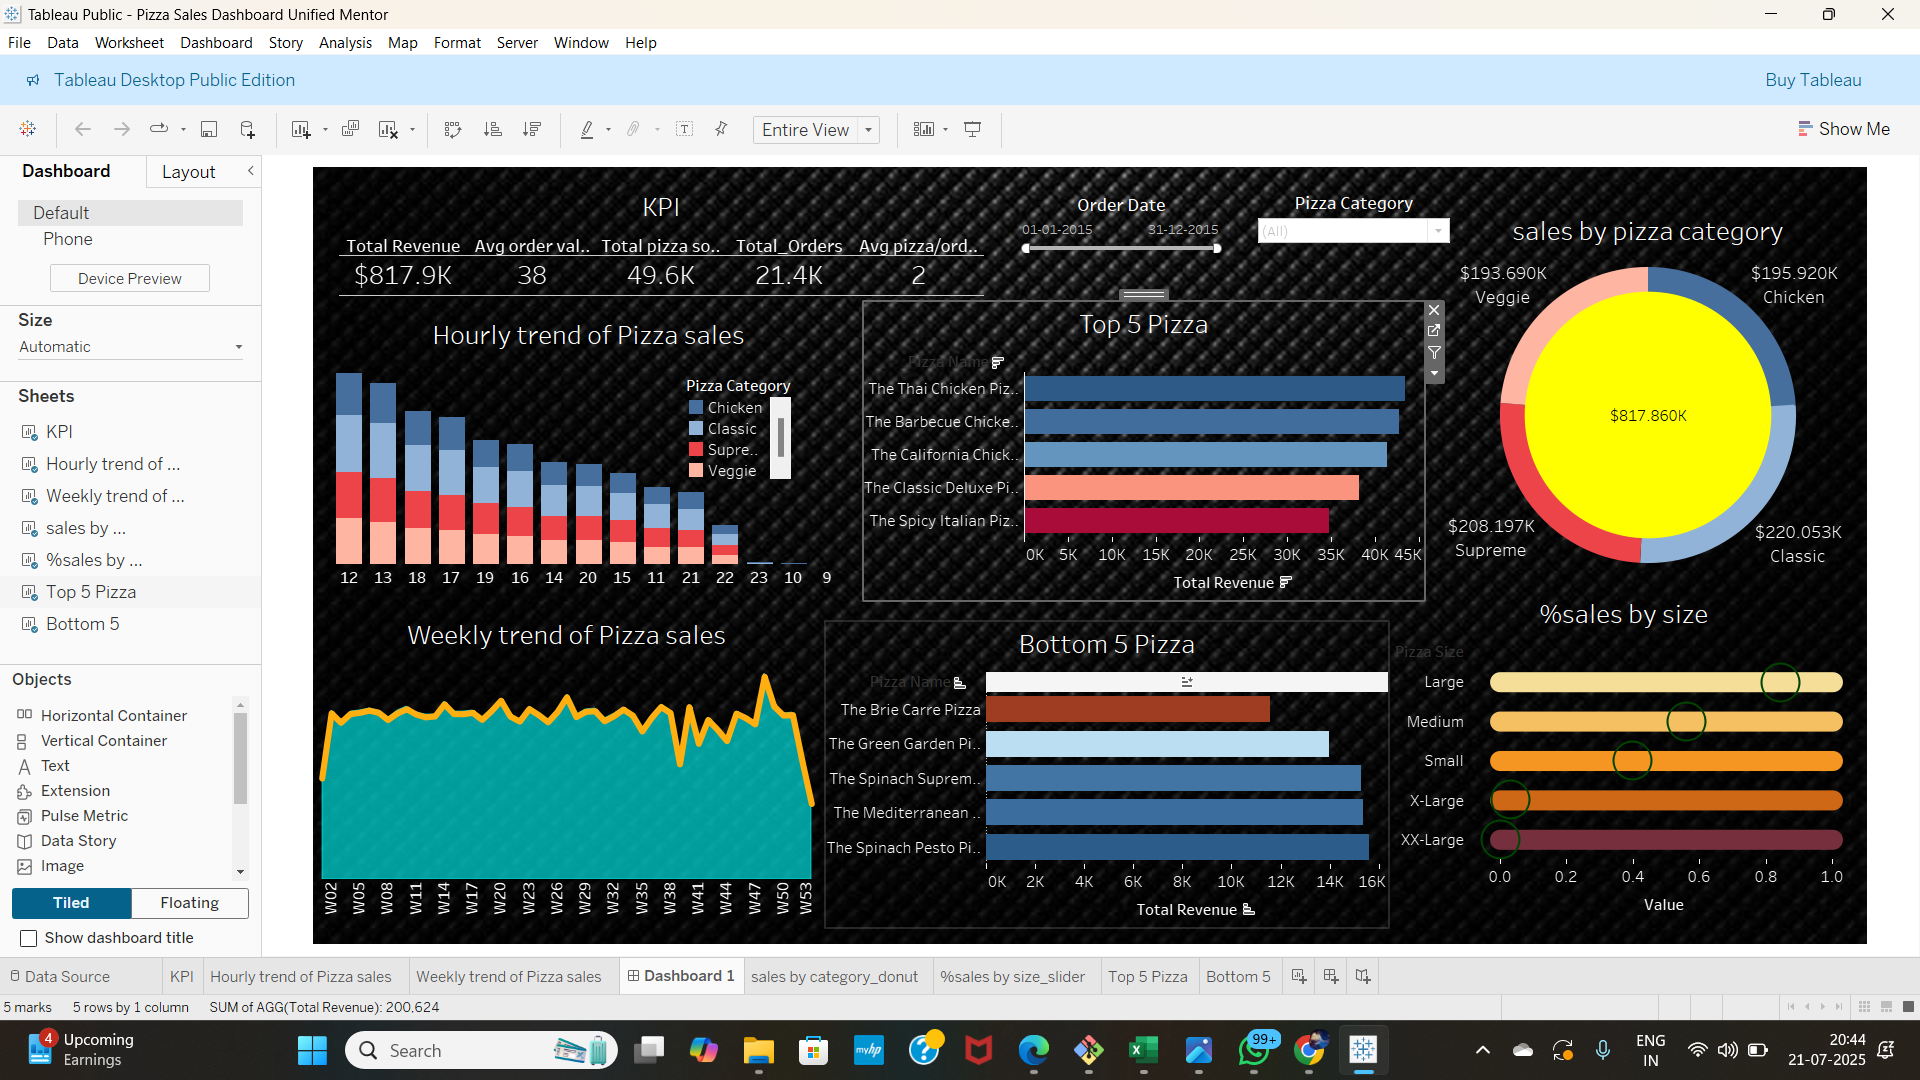 Tableau Public - Pizza Sales Dashboard Unified Mentor
File Data Worksheet Dashboard Story Analysis Map Format Server Window Help
Tableau Desktop Public Edition
Buy Tableau
Entire View
Show Me
Dashboard
Layout
Default
Phone
Device Preview
Size
Automatic
Sheets
KPI
Hourly trend of ...
Weekly trend of ...
sales by ...
%sales by ...
Top 5 Pizza
Bottom 5
Objects
Horizontal Container
Vertical Container
Text
Extension
Pulse Metric
Data Story
Image
Tiled
Floating
Show dashboard title
KPI
Total Revenue Avg order val.. Total pizza so.. Total_Orders Avg pizza/ord..
$817.9K 38 49.6K 21.4K 2
Order Date
01-01-2015 31-12-2015
Pizza Category
(All)
Hourly trend of Pizza sales
Pizza Category
Chicken
Classic
Supre..
Veggie
12 13 18 17 19 16 14 20 15 11 21 22 23 10 9
Top 5 Pizza
Pizza Name
The Thai Chicken Piz..
The Barbecue Chicke..
The California Chick..
The Classic Deluxe Pi..
The Spicy Italian Piz..
0K 5K 10K 15K 20K 25K 30K 35K 40K 45K
Total Revenue
sales by pizza category
$193.690K
Veggie
$195.920K
Chicken
$817.860K
$208.197K
Supreme
$220.053K
Classic
Weekly trend of Pizza sales
W02 W05 W08 W11 W14 W17 W20 W23 W26 W29 W32 W35 W38 W41 W44 W47 W50 W53
Bottom 5 Pizza
Pizza Name
The Brie Carre Pizza
The Green Garden Pi..
The Spinach Suprem..
The Mediterranean ..
The Spinach Pesto Pi..
0K 2K 4K 6K 8K 10K 12K 14K 16K
Total Revenue
%sales by size
Pizza Size
Large
Medium
Small
X-Large
XX-Large
0.0 0.2 0.4 0.6 0.8 1.0
Value
Data Source KPI Hourly trend of Pizza sales Weekly trend of Pizza sales Dashboard 1 sales by category_donut %sales by size_slider Top 5 Pizza Bottom 5
5 marks 5 rows by 1 column SUM of AGG(Total Revenue): 200,624
4
Upcoming
Earnings
Search
myhp
99+
ENG
IN
20:44
21-07-2025